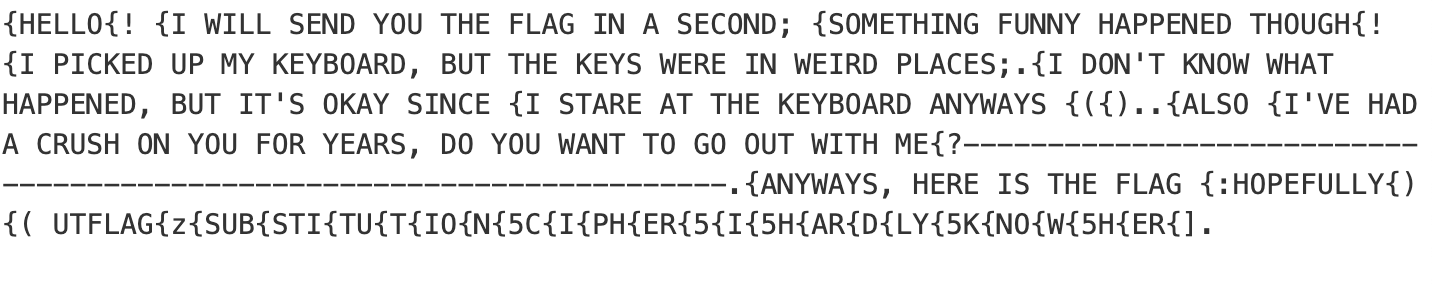 {HELLO{! {I WILL SEND YOU THE FLAG IN A SECOND; {SOMETHING FUNNY HAPPENED THOUGH{!
{I PICKED UP MY KEYBOARD, BUT THE KEYS WERE IN WEIRD PLACES;.{I DON'T KNOW WHAT
HAPPENED, BUT IT'S OKAY SINCE {I STARE AT THE KEYBOARD ANYWAYS {({)..{ALSO {I'VE HAD
A CRUSH ON YOU FOR YEARS, DO YOU WANT TO GO OUT WITH ME{?---------------------------
-------------------------------------------.{ANYWAYS, HERE IS THE FLAG {:HOPEFULLY{)
{( UTFLAG{z{SUB{STI{TU{T{IO{N{5C{I{PH{ER{5{I{5H{AR{D{LY{5K{NO{W{5H{ER{].